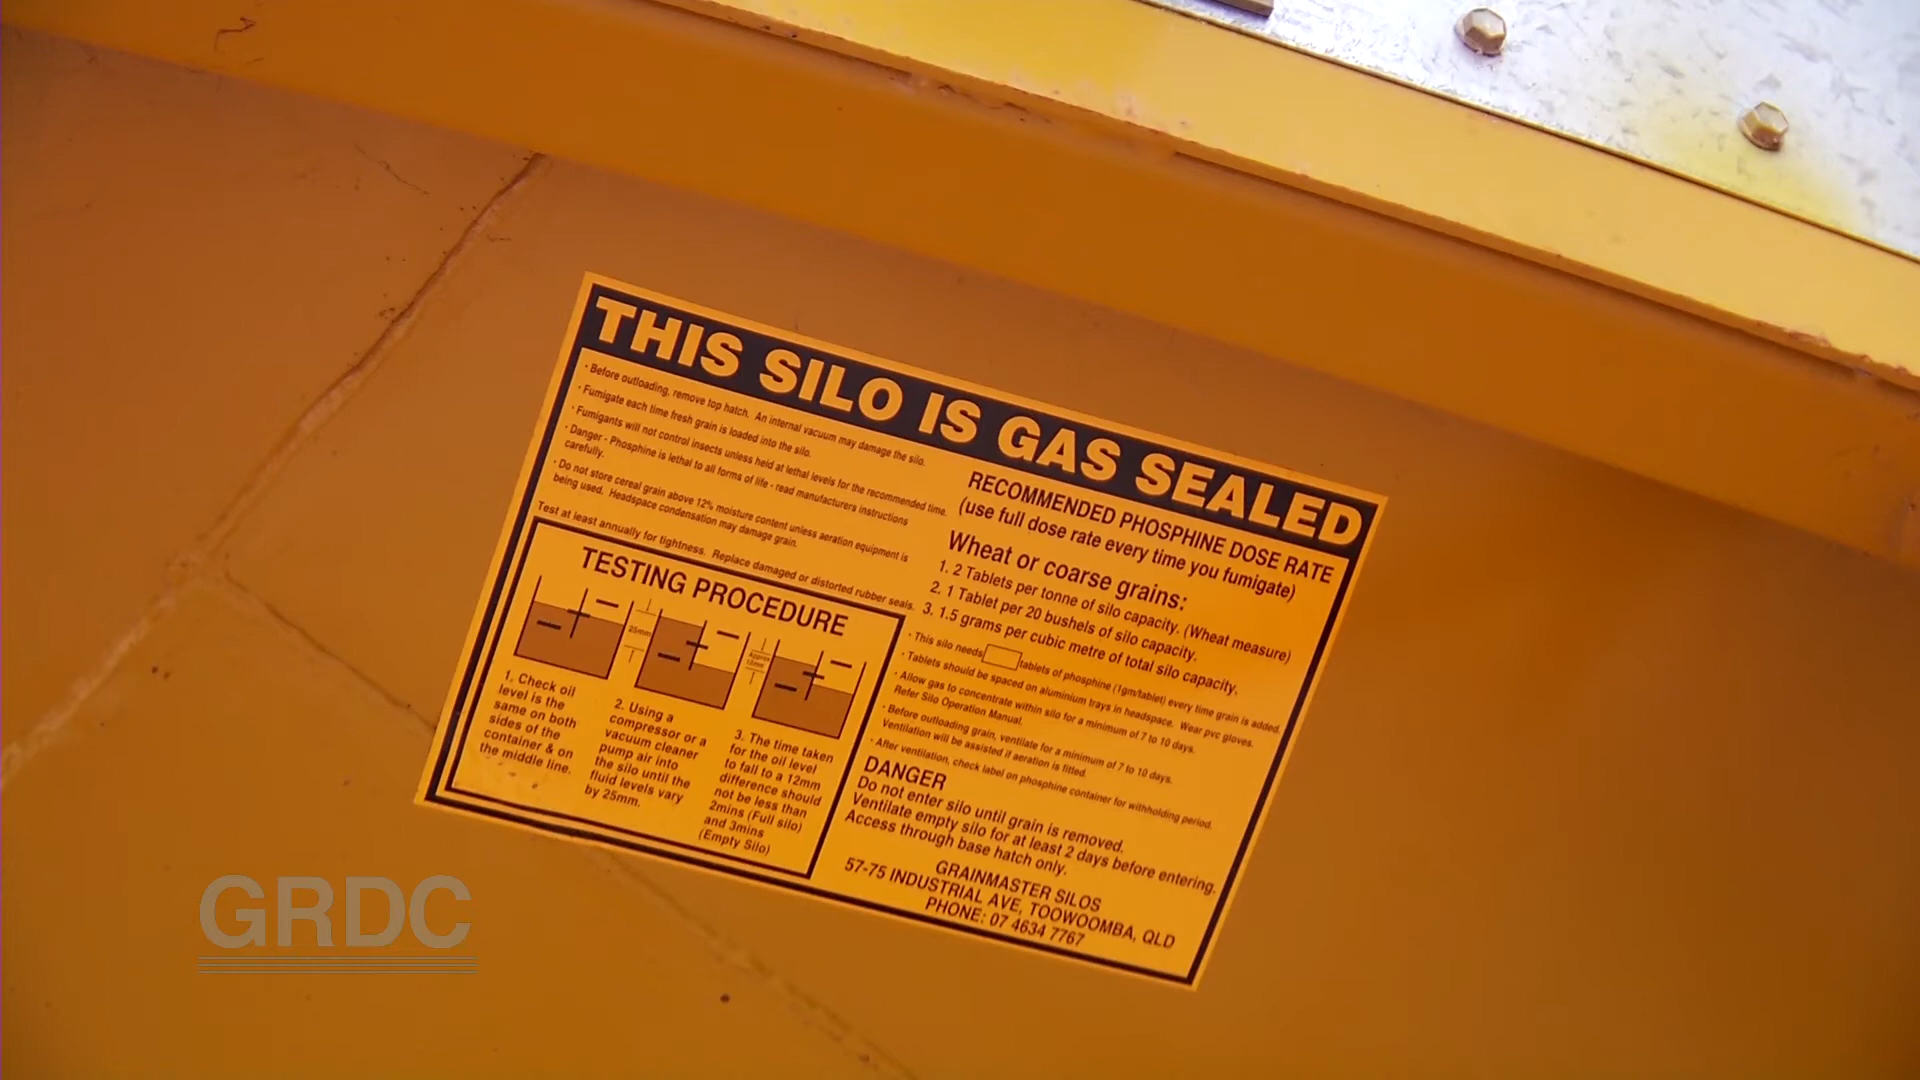 THIS SILO IS GAS SEALED
· Before outloading, remove top hatch. An internal vacuum may damage the silo.
· Fumigate each time fresh grain is loaded into the silo.
· Fumigants will not control insects unless held at lethal levels for the recommended time.
· Danger - Phosphine is lethal to all forms of life - read manufacturers instructions
carefully.
· Do not store cereal grain above 12% moisture content unless aeration equipment is
being used. Headspace condensation may damage grain.
Test at least annually for tightness. Replace damaged or distorted rubber seals.
TESTING PROCEDURE
25mm
Approx
13mm
1. Check oil
level is the
same on both
sides of the
container & on
the middle line.
2. Using a
compressor or a
vacuum cleaner
pump air into
the silo until the
fluid levels vary
by 25mm.
3. The time taken
for the oil level
to fall to a 12mm
difference should
not be less than
2mins (Full silo)
and 3mins
(Empty Silo)
RECOMMENDED PHOSPHINE DOSE RATE
(use full dose rate every time you fumigate)
Wheat or coarse grains:
1. 2 Tablets per tonne of silo capacity. (Wheat measure)
2. 1 Tablet per 20 bushels of silo capacity.
3. 1.5 grams per cubic metre of total silo capacity.
· This silo needs tablets of phosphine (1gm/tablet) every time grain is added.
· Tablets should be spaced on aluminium trays in headspace. Wear pvc gloves.
· Allow gas to concentrate within silo for a minimum of 7 to 10 days.
Refer Silo Operation Manual.
· Before outloading grain, ventilate for a minimum of 7 to 10 days.
Ventilation will be assisted if aeration is fitted.
· After ventilation, check label on phosphine container for withholding period.
DANGER
Do not enter silo until grain is removed.
Ventilate empty silo for at least 2 days before entering.
Access through base hatch only.
GRAINMASTER SILOS
57-75 INDUSTRIAL AVE, TOOWOOMBA, QLD
PHONE: 07 4634 7767
GRDC